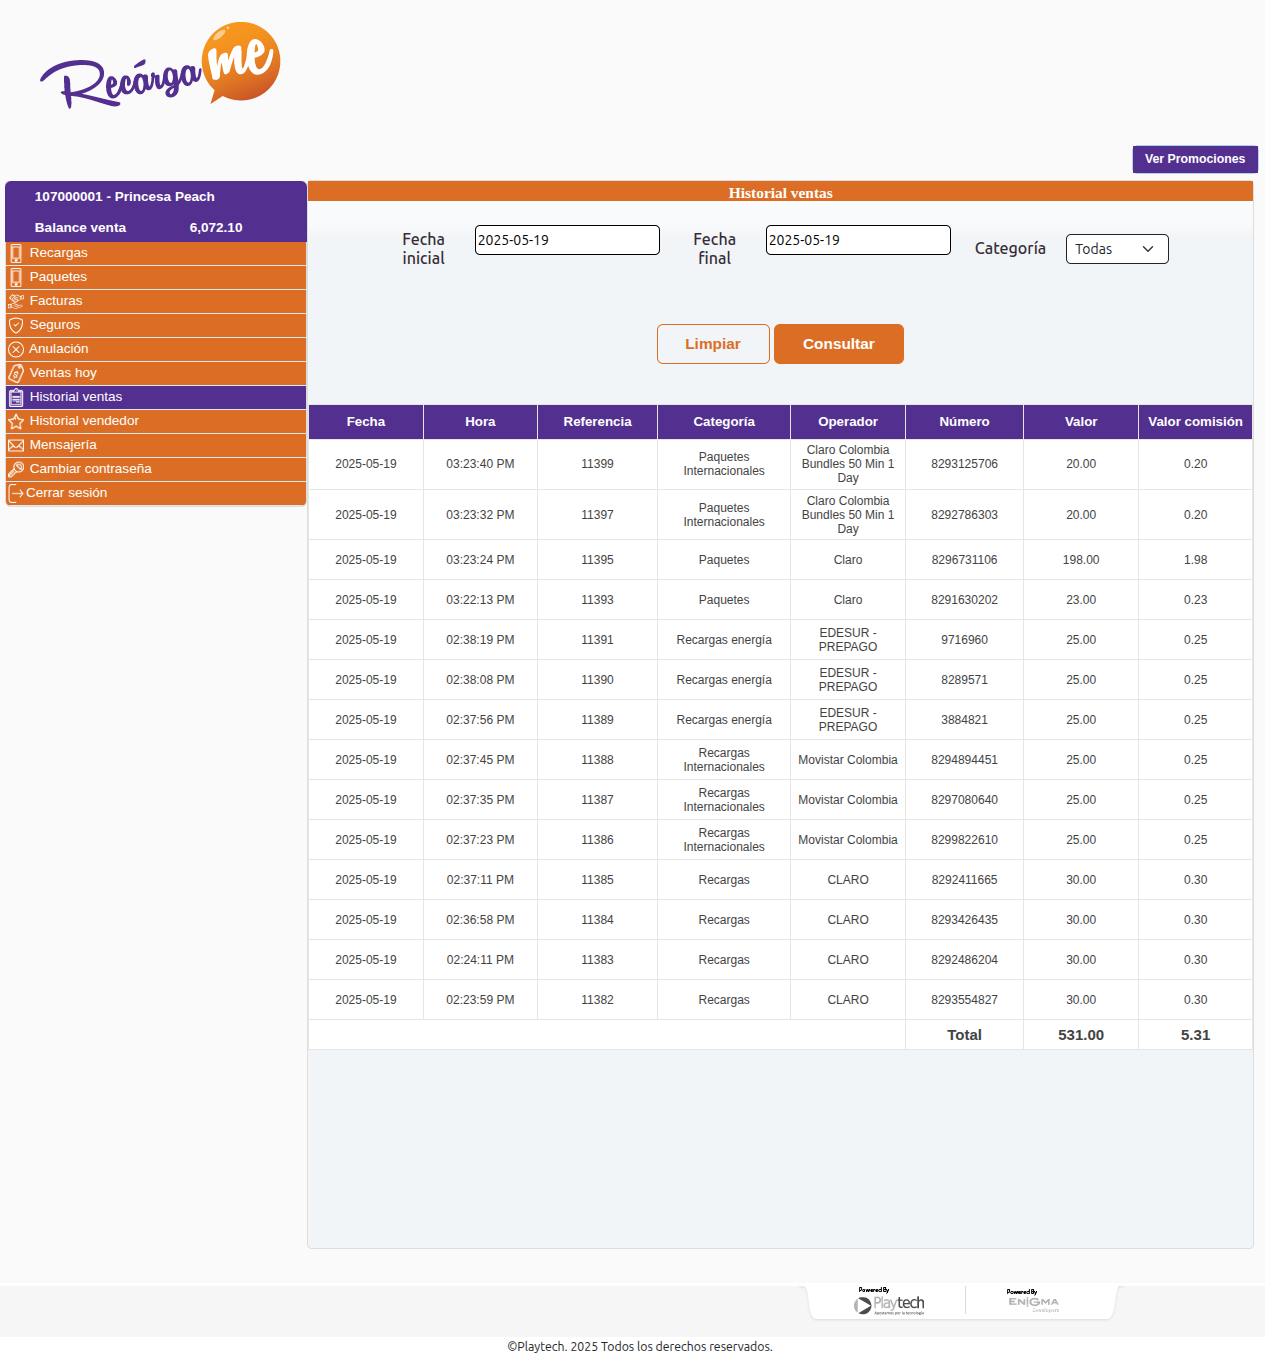 Recárgame
Ver Promociones
107000001 - Princesa Peach
Balance venta 6,072.10
Recargas
Paquetes
Facturas
Seguros
Anulación
Ventas hoy
Historial ventas
Historial vendedor
Mensajería
Cambiar contraseña
Cerrar sesión
Historial ventas
Fecha inicial 2025-05-19 Fecha final 2025-05-19 Categoría Todas
Limpiar Consultar
Fecha Hora Referencia Categoría Operador Número Valor Valor comisión
2025-05-19 03:23:40 PM 11399 Paquetes Internacionales Claro Colombia Bundles 50 Min 1 Day 8293125706 20.00 0.20
2025-05-19 03:23:32 PM 11397 Paquetes Internacionales Claro Colombia Bundles 50 Min 1 Day 8292786303 20.00 0.20
2025-05-19 03:23:24 PM 11395 Paquetes Claro 8296731106 198.00 1.98
2025-05-19 03:22:13 PM 11393 Paquetes Claro 8291630202 23.00 0.23
2025-05-19 02:38:19 PM 11391 Recargas energía EDESUR - PREPAGO 9716960 25.00 0.25
2025-05-19 02:38:08 PM 11390 Recargas energía EDESUR - PREPAGO 8289571 25.00 0.25
2025-05-19 02:37:56 PM 11389 Recargas energía EDESUR - PREPAGO 3884821 25.00 0.25
2025-05-19 02:37:45 PM 11388 Recargas Internacionales Movistar Colombia 8294894451 25.00 0.25
2025-05-19 02:37:35 PM 11387 Recargas Internacionales Movistar Colombia 8297080640 25.00 0.25
2025-05-19 02:37:23 PM 11386 Recargas Internacionales Movistar Colombia 8299822610 25.00 0.25
2025-05-19 02:37:11 PM 11385 Recargas CLARO 8292411665 30.00 0.30
2025-05-19 02:36:58 PM 11384 Recargas CLARO 8293426435 30.00 0.30
2025-05-19 02:24:11 PM 11383 Recargas CLARO 8292486204 30.00 0.30
2025-05-19 02:23:59 PM 11382 Recargas CLARO 8293554827 30.00 0.30
Total 531.00 5.31
Powered By
Playtech
Powered By
ENIGMA
Developers
©Playtech. 2025 Todos los derechos reservados.